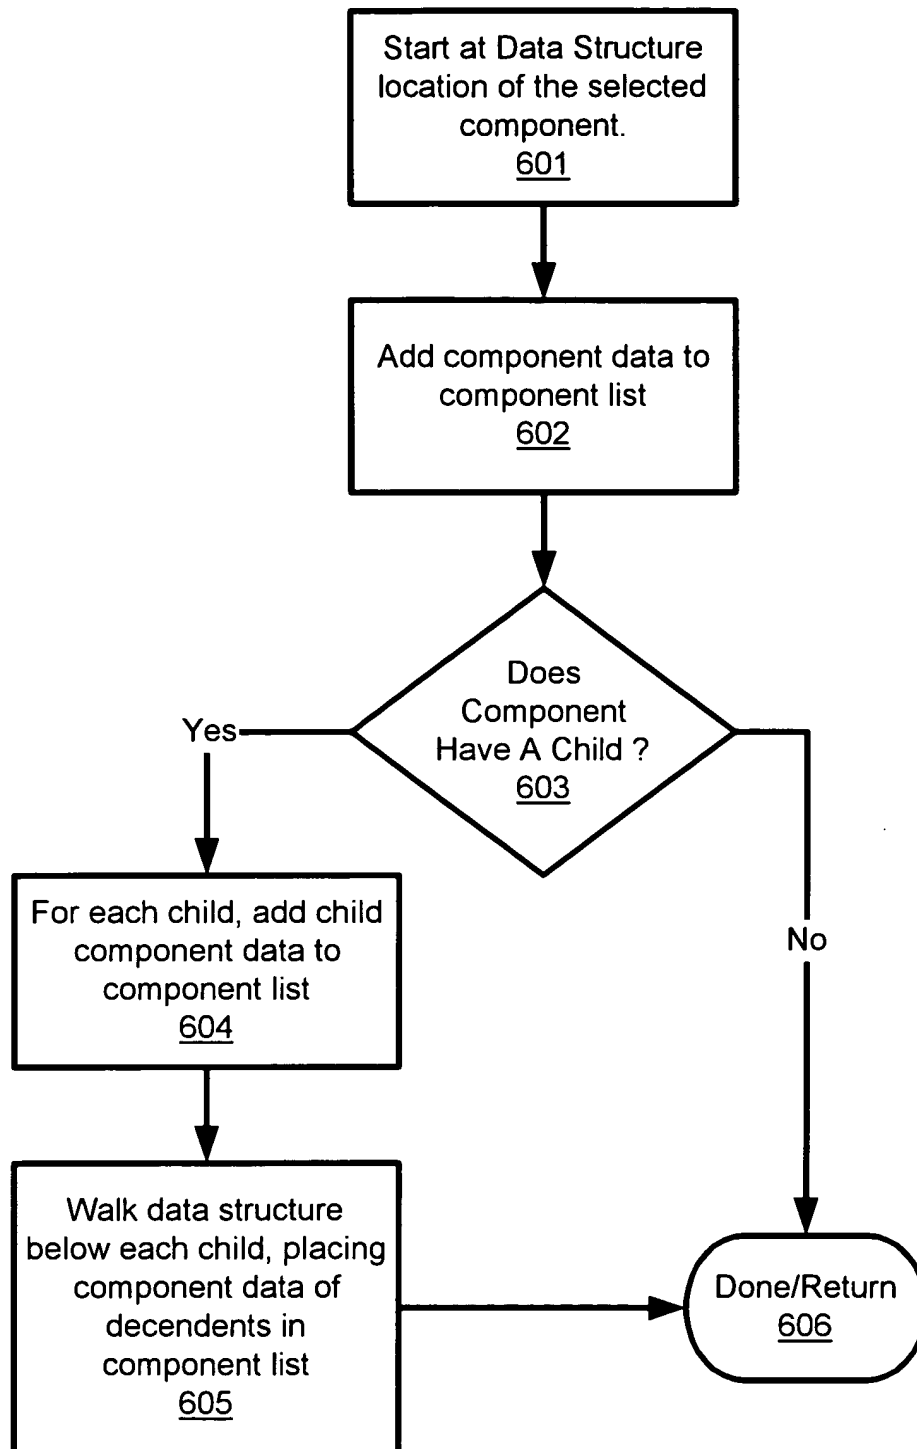 Start at Data Structure
location of the selected
component.
601
Add component data to
component list
602
Does
Component
Have A Child ?
603
Yes
No
For each child, add child
component data to
component list
604
Walk data structure
below each child, placing
component data of
decendents in
component list
605
Done/Return
606